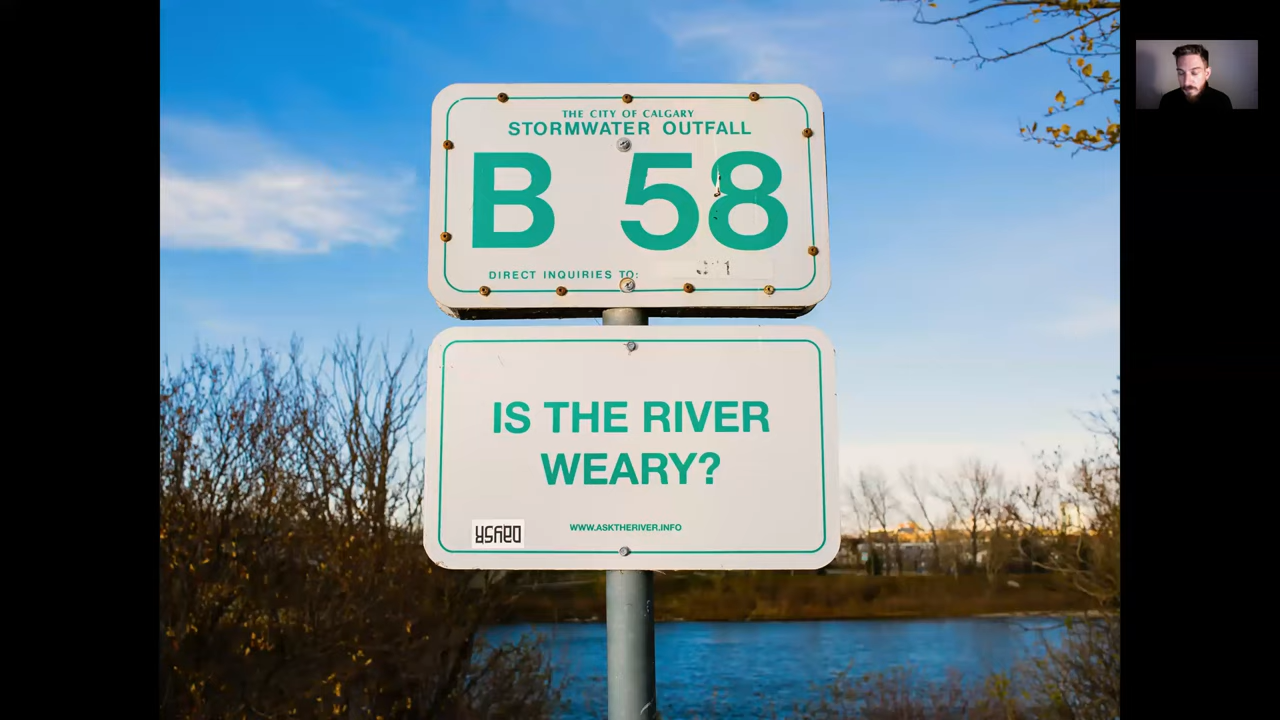 THE CITY OF CALGARY
STORMWATER OUTFALL
B 58
DIRECT INQUIRIES TO:
IS THE RIVER
WEARY?
WWW.ASKTHERIVER.INFO